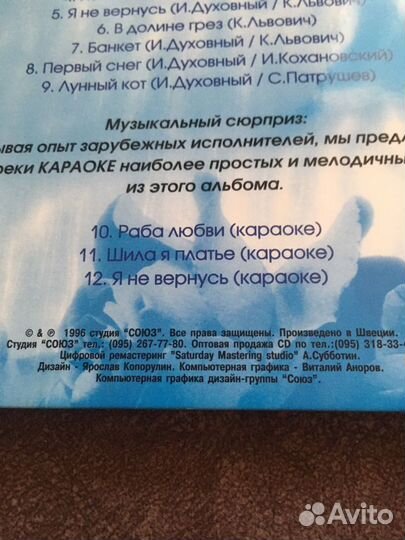 5. Я не вернусь (И.Духовный / К.Львович)
6. В долине грез (К.Львович)
7. Банкет (И.Духовный / К.Львович)
8. Первый снег (И.Духовный / И.Кохановский)
9. Лунный кот (И.Духовный / С.Патрушев)
Музыкальный сюрприз:
ывая опыт зарубежных исполнителей, мы предл
реки КАРАОКЕ наиболее простых и мелодичны
из этого альбома.
10. Раба любви (караоке)
11. Шила я платье (караоке)
12. Я не вернусь (караоке)
© & ℗ 1996 студия "СОЮЗ". Все права защищены. Произведено в Швеции.
Студия "СОЮЗ" тел.: (095) 267-77-80. Оптовая продажа CD по тел.:(095) 318-33-
Цифровой ремастеринг "Saturday Mastering studio" А.Субботин.
Дизайн - Ярослав Копорулин. Компьютерная графика - Виталий Аноров.
Компьютерная графика дизайн-группы "Союз".
Avito